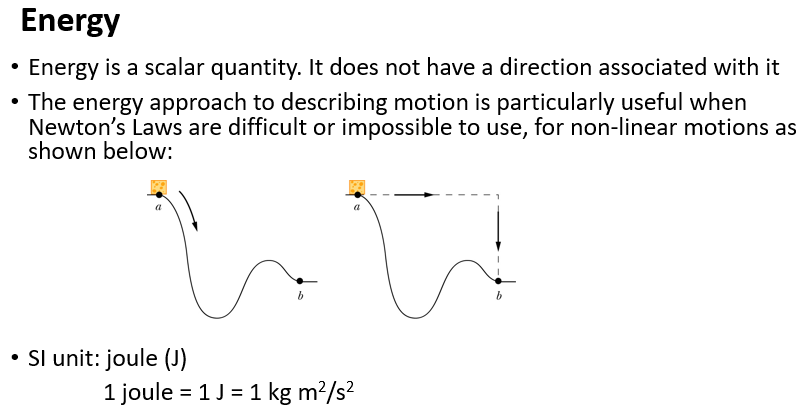 Energy
• Energy is a scalar quantity. It does not have a direction associated with it
• The energy approach to describing motion is particularly useful when
Newton’s Laws are difficult or impossible to use, for non-linear motions as
shown below:
a
b
a
b
• SI unit: joule (J)
1 joule = 1 J = 1 kg m²/s²